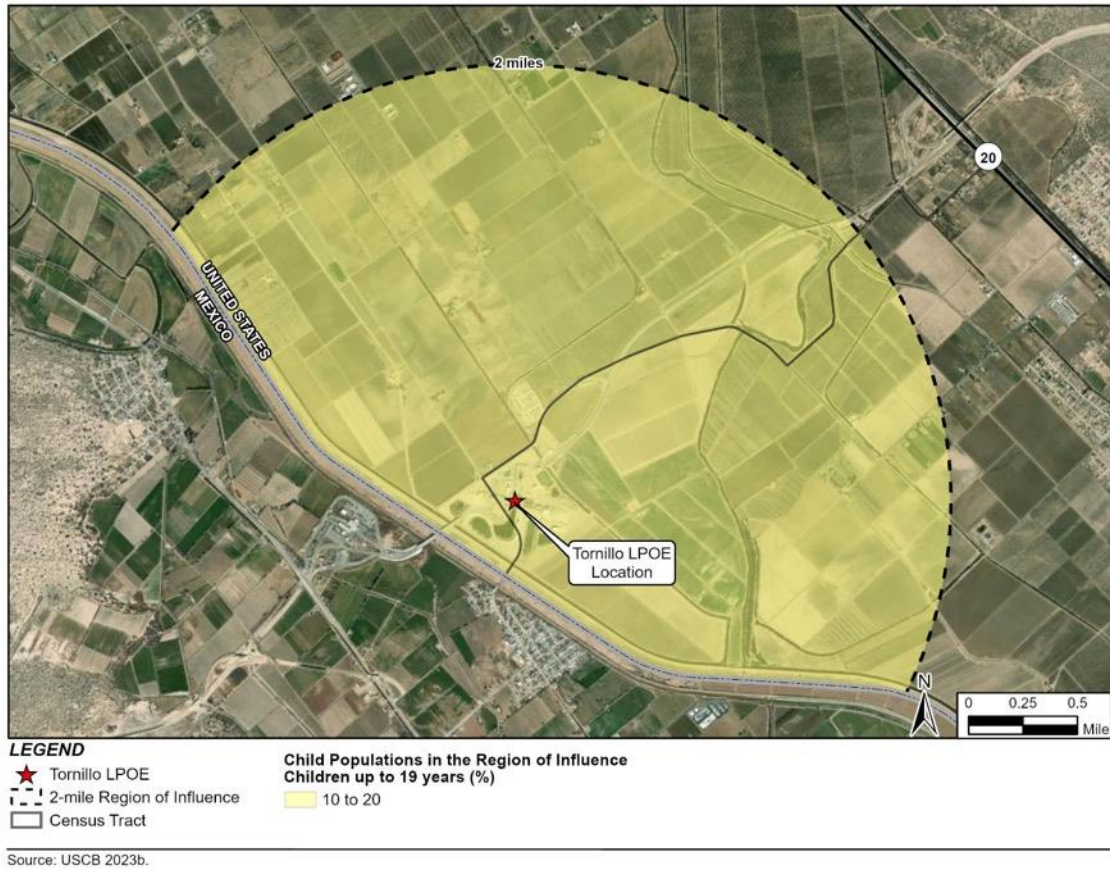 2 miles
20
UNITED STATES
MEXICO
Tornillo LPOE
Location
N
0 0.25 0.5
Mile
LEGEND
Tornillo LPOE
2-mile Region of Influence
Census Tract
Child Populations in the Region of Influence
Children up to 19 years (%)
10 to 20
Source: USCB 2023b.